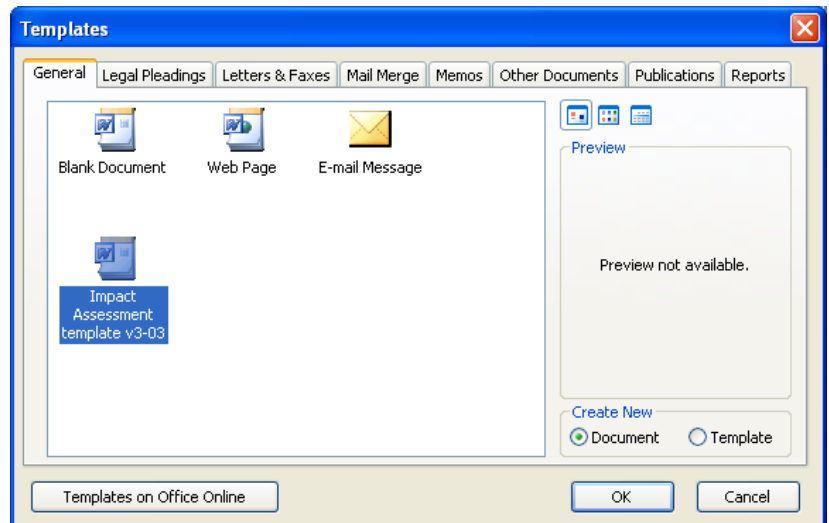 Templates
General Legal Pleadings Letters & Faxes Mail Merge Memos Other Documents Publications Reports
Blank Document Web Page E-mail Message
Impact
Assessment
template v3-03
Preview
Preview not available.
Create New
Document Template
Templates on Office Online OK Cancel